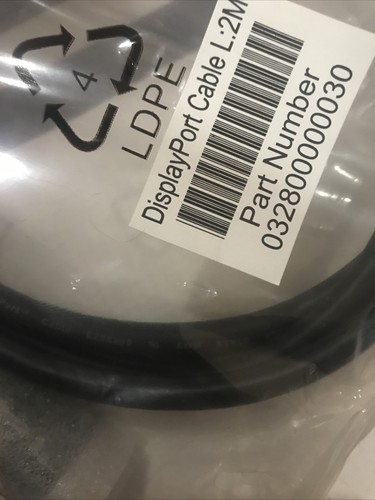 4
LDPE
DisplayPort Cable L:2M
Part Number
032800000030